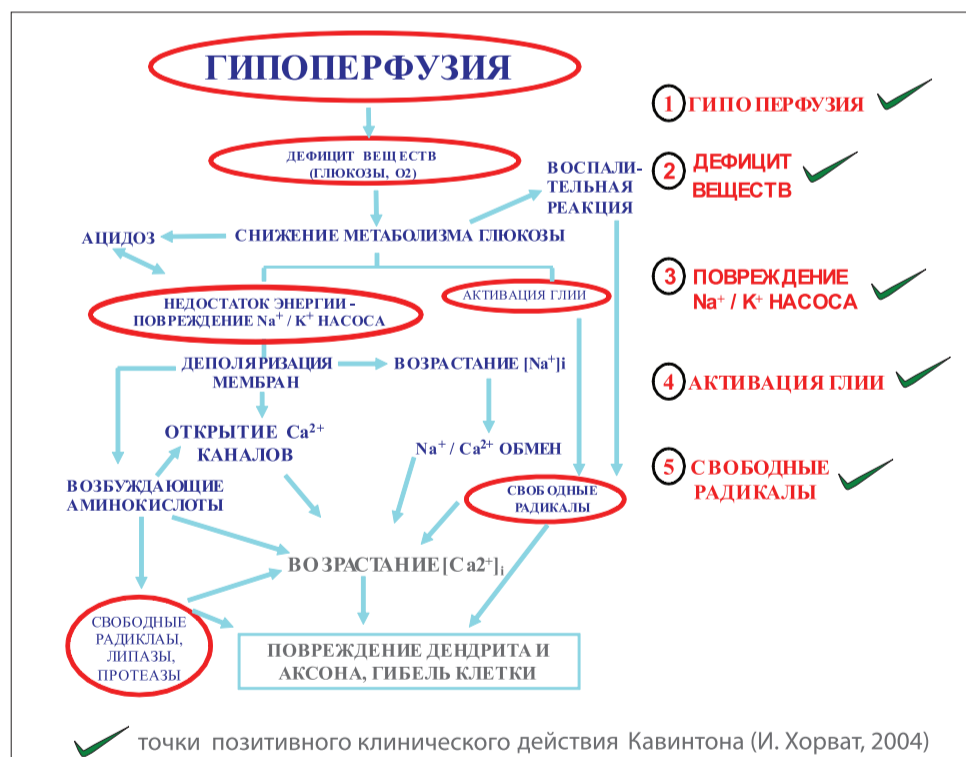 ГИПОПЕРФУЗИЯ
ДЕФИЦИТ ВЕЩЕСТВ
(ГЛЮКОЗЫ, О2)
ВОСПАЛИ-
ТЕЛЬНАЯ
РЕАКЦИЯ
АЦИДОЗ
СНИЖЕНИЕ МЕТАБОЛИЗМА ГЛЮКОЗЫ
НЕДОСТАТОК ЭНЕРГИИ -
ПОВРЕЖДЕНИЕ Na⁺ / K⁺ НАСОСА
АКТИВАЦИЯ ГЛИИ
ДЕПОЛЯРИЗАЦИЯ
МЕМБРАН
ВОЗРАСТАНИЕ [Na⁺]i
ОТКРЫТИЕ Ca²⁺
КАНАЛОВ
Na⁺ / Ca²⁺ ОБМЕН
ВОЗБУЖДАЮЩИЕ
АМИНОКИСЛОТЫ
СВОБОДНЫЕ
РАДИКАЛЫ
ВОЗРАСТАНИЕ [Ca2⁺]ᵢ
СВОБОДНЫЕ
РАДИКЛАЫ,
ЛИПАЗЫ,
ПРОТЕАЗЫ
ПОВРЕЖДЕНИЕ ДЕНДРИТА И
АКСОНА, ГИБЕЛЬ КЛЕТКИ
1 ГИПОПЕРФУЗИЯ
2 ДЕФИЦИТ
ВЕЩЕСТВ
3 ПОВРЕЖДЕНИЕ
Na⁺ / K⁺ НАСОСА
4 АКТИВАЦИЯ ГЛИИ
5 СВОБОДНЫЕ
РАДИКАЛЫ
точки позитивного клинического действия Кавинтона (И. Хорват, 2004)